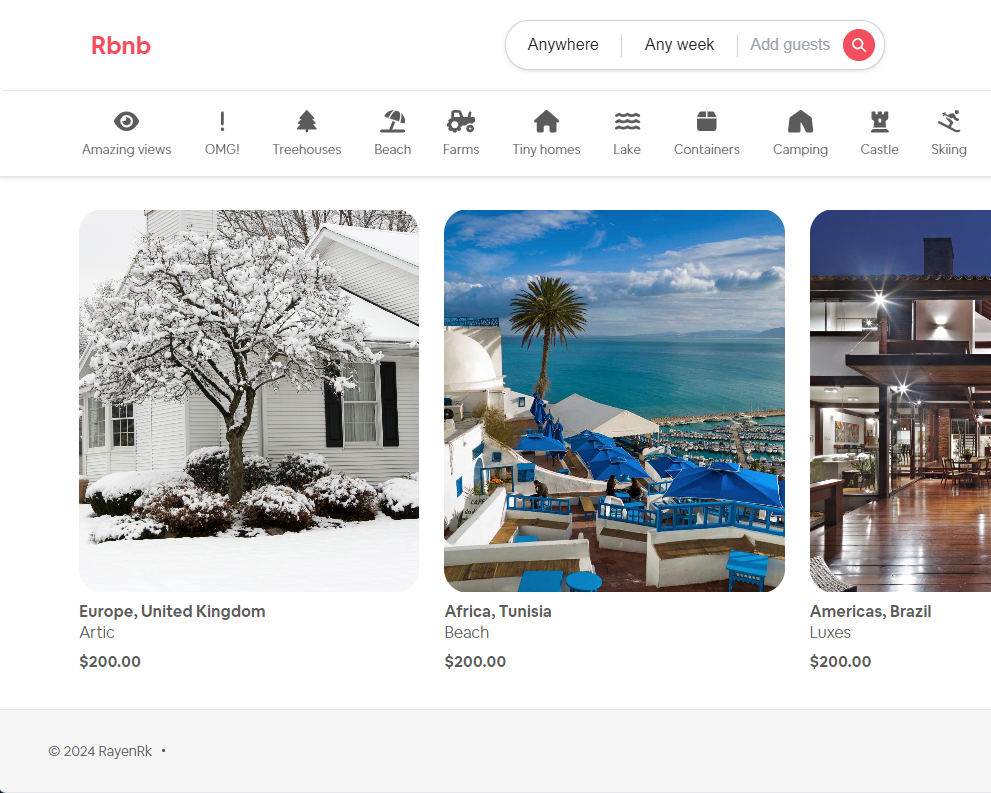 Rbnb
Anywhere Any week Add guests
Amazing views OMG! Treehouses Beach Farms Tiny homes Lake Containers Camping Castle Skiing
Europe, United Kingdom
Artic
$200.00
Africa, Tunisia
Beach
$200.00
Americas, Brazil
Luxes
$200.00
© 2024 RayenRk •